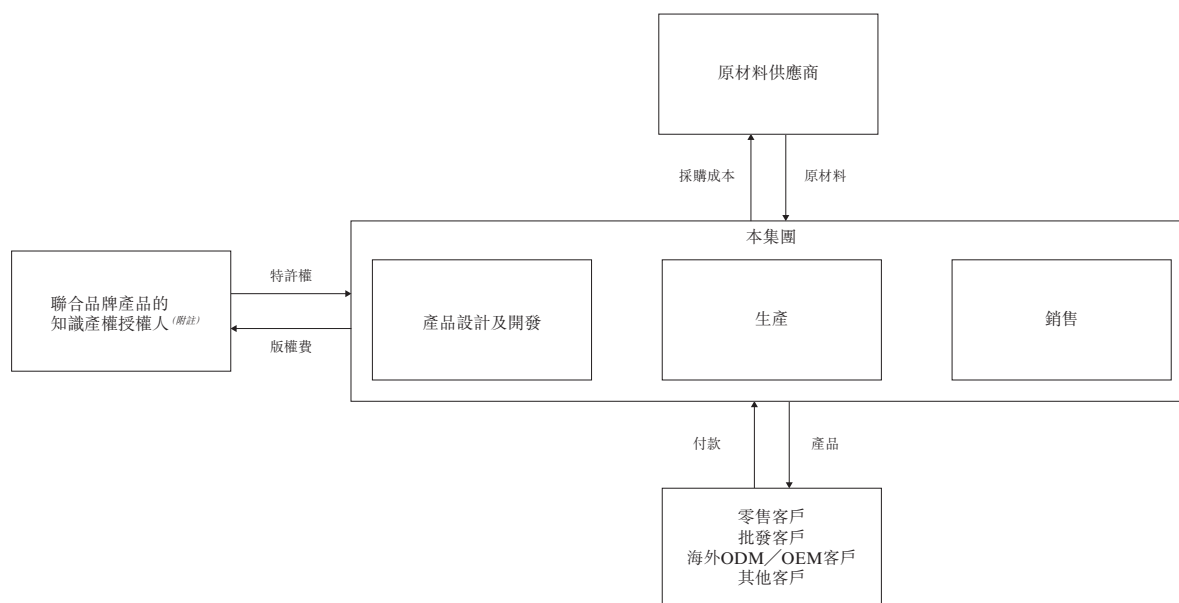 原材料供應商
採購成本
原材料
本集團
聯合品牌產品的
知識產權授權人(附註)
特許權
版權費
產品設計及開發
生產
銷售
付款
產品
零售客戶
批發客戶
海外ODM／OEM客戶
其他客戶